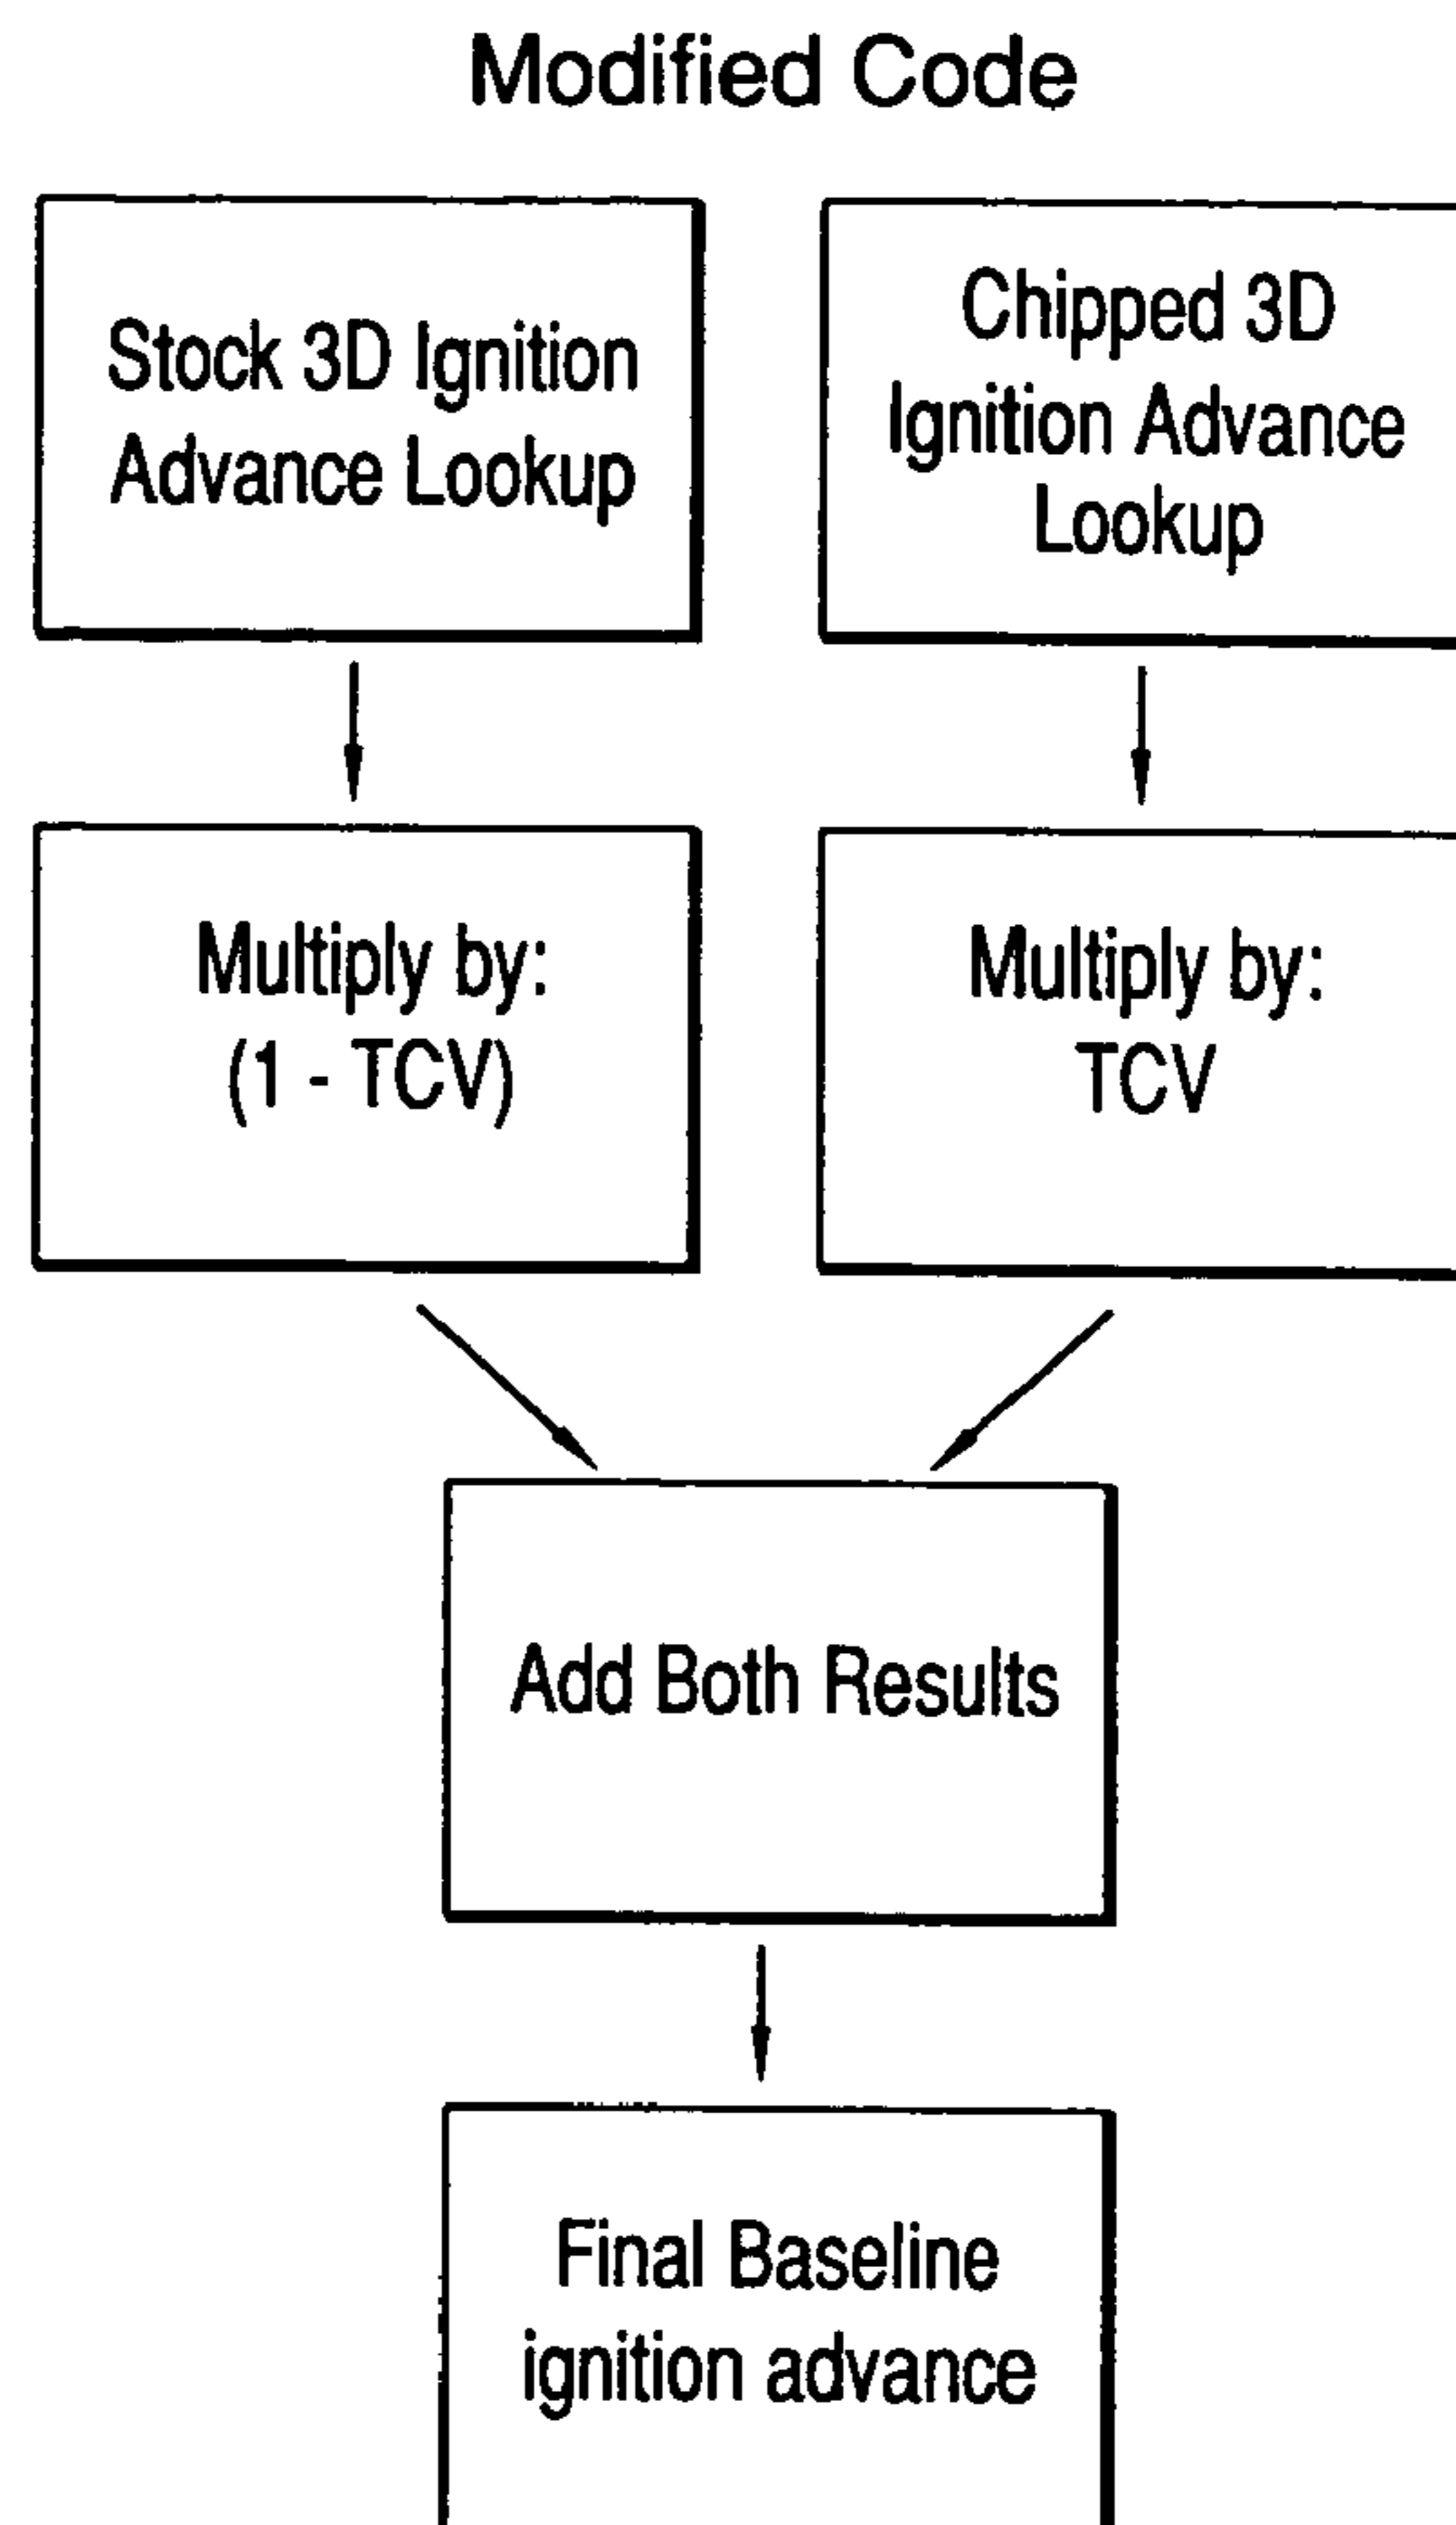 Modified Code
Stock 3D Ignition
Advance Lookup
Chipped 3D
Ignition Advance
Lookup
Multiply by:
(1 - TCV)
Multiply by:
TCV
Add Both Results
Final Baseline
ignition advance